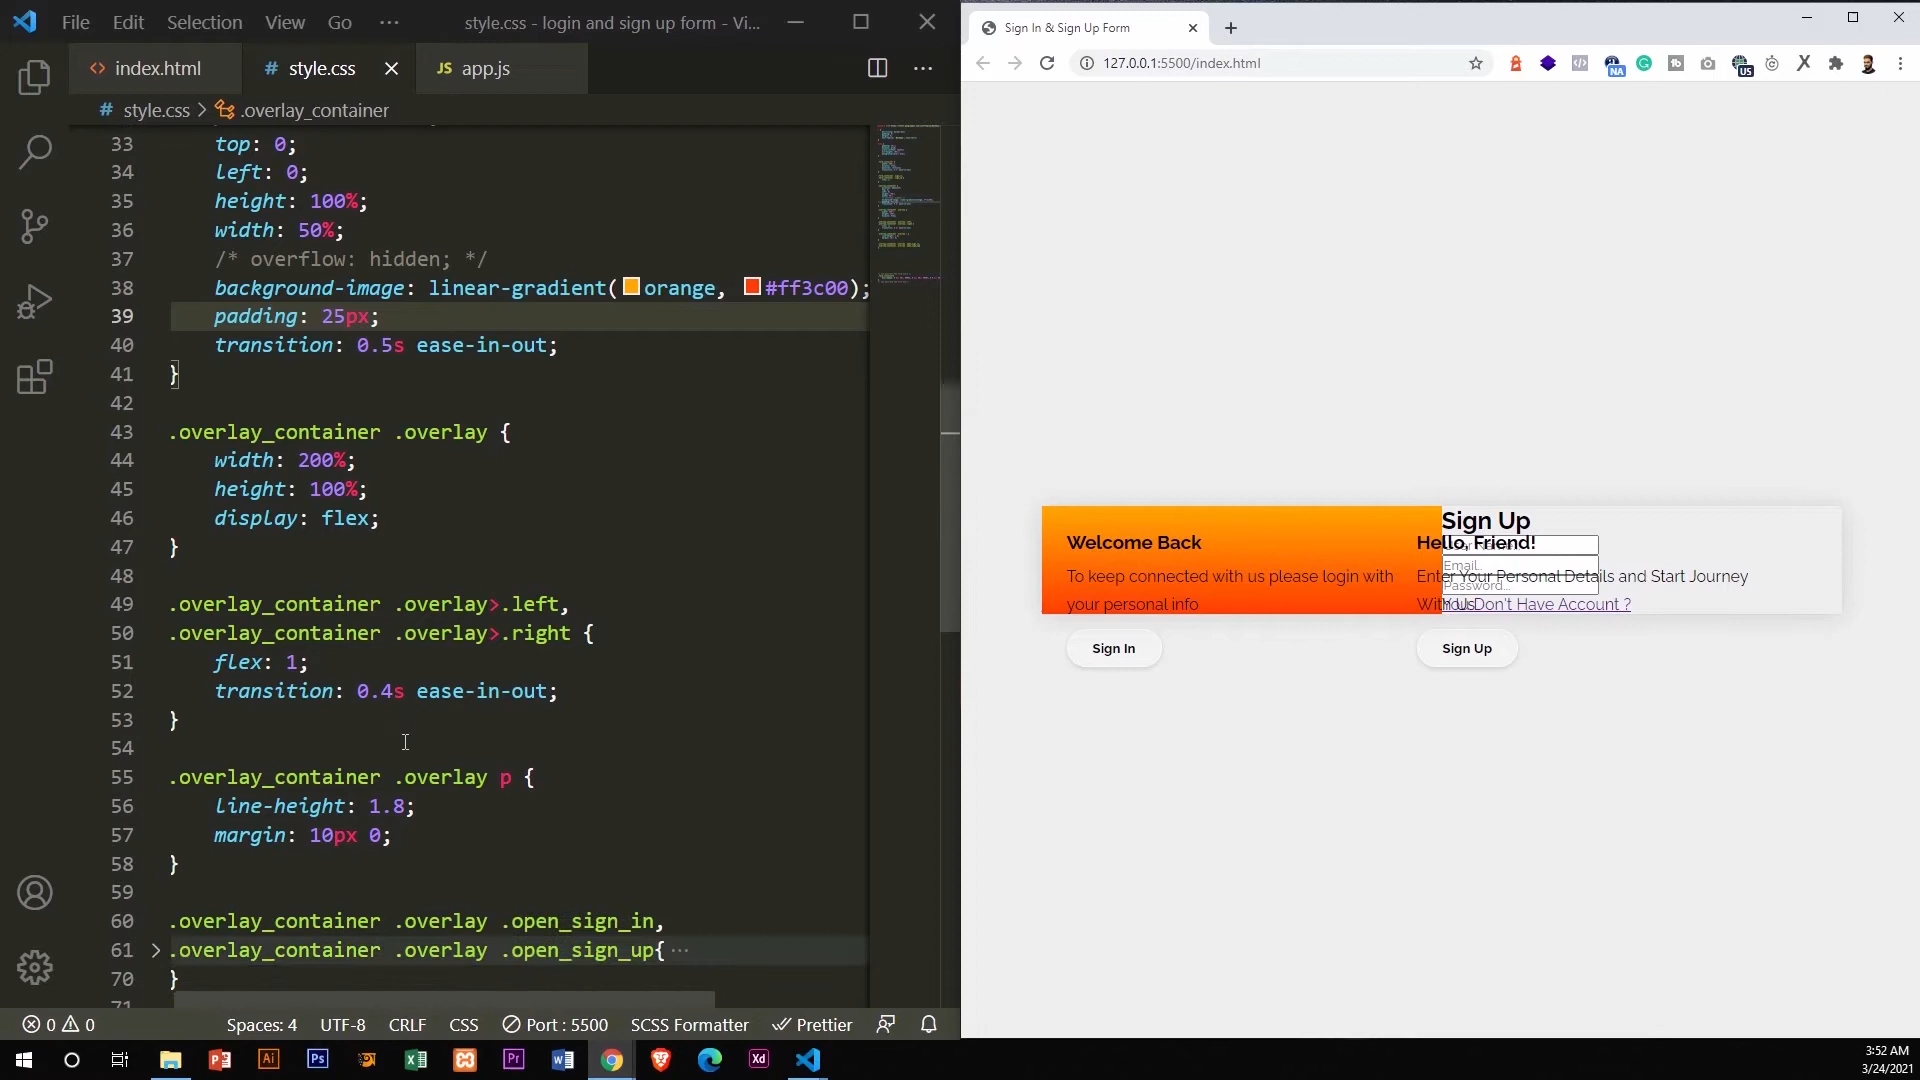 File Edit Selection View Go ··· style.css - login and sign up form - Vi...
<> index.html # style.css JS app.js
# style.css > .overlay_container
33 top: 0;
34 left: 0;
35 height: 100%;
36 width: 50%;
37 /* overflow: hidden; */
38 background-image: linear-gradient(orange, #ff3c00);
39 padding: 25px;
40 transition: 0.5s ease-in-out;
41 }
42
43 .overlay_container .overlay {
44 width: 200%;
45 height: 100%;
46 display: flex;
47 }
48
49 .overlay_container .overlay>.left,
50 .overlay_container .overlay>.right {
51 flex: 1;
52 transition: 0.4s ease-in-out;
53 }
54
55 .overlay_container .overlay p {
56 line-height: 1.8;
57 margin: 10px 0;
58 }
59
60 .overlay_container .overlay .open_sign_in,
61 .overlay_container .overlay .open_sign_up{ ···
70 }
71
0 0 Spaces: 4 UTF-8 CRLF CSS Port : 5500 SCSS Formatter Prettier
Sign In & Sign Up Form
127.0.0.1:5500/index.html
NA
US
Sign Up
Welcome Back
Hello, Friend!
Email..
Password...
To keep connected with us please login with
your personal info
Enter Your Personal Details and Start Journey
With Us
You Don't Have Account ?
Sign In
Sign Up
Ai Ps Pr Xd
3:52 AM
3/24/2021